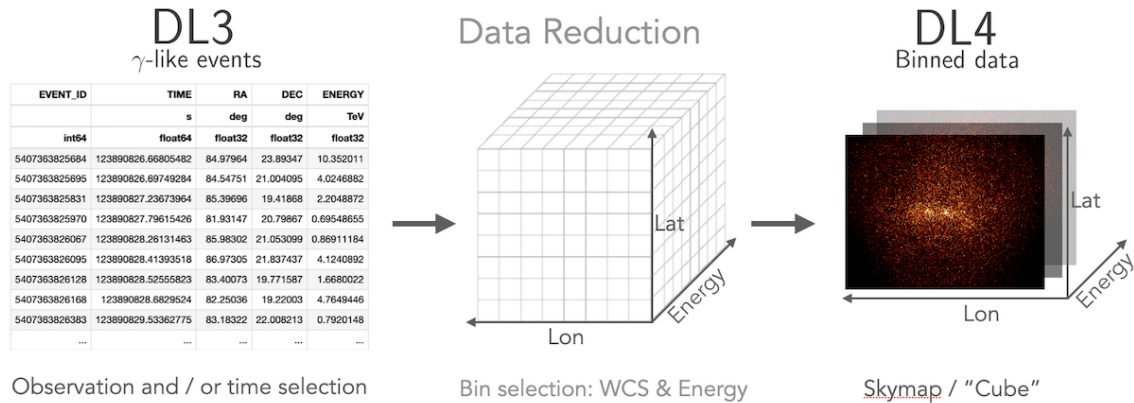 DL3
γ-like events
EVENT_ID TIME RA DEC ENERGY
s deg deg TeV
int64 float64 float32 float32 float32
5407363825684 123890826.66805482 84.97964 23.89347 10.352011
5407363825695 123890826.69749284 84.54751 21.004095 4.0246882
5407363825831 123890827.23673964 85.39696 19.41868 2.2048872
5407363825970 123890827.79615426 81.93147 20.79867 0.69548655
5407363826067 123890828.26131463 85.98302 21.053099 0.86911184
5407363826095 123890828.41393518 86.97305 21.837437 4.1240892
5407363826128 123890828.52555823 83.40073 19.771587 1.6680022
5407363826168 123890828.6829524 82.25036 19.22003 4.7649446
5407363826383 123890829.53362775 83.18322 22.008213 0.7920148
... ... ... ... ...
Observation and / or time selection
Data Reduction
Lat
Energy
Lon
Bin selection: WCS & Energy
DL4
Binned data
Lat
Energy
Lon
Skymap / “Cube”